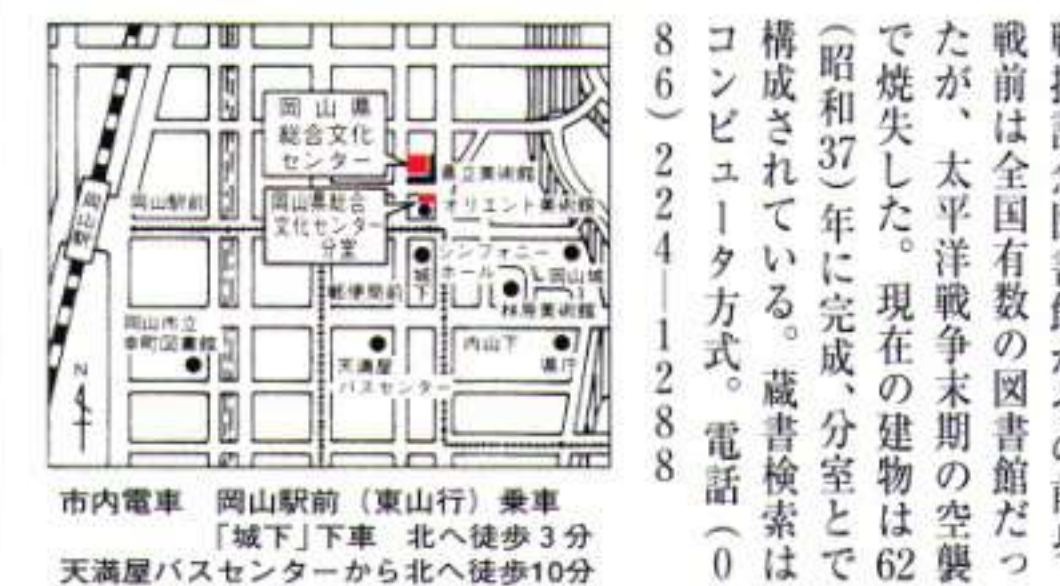 戦前は全国有数の図書館だっ
たが、太平洋戦争末期の空襲
で焼失した。現在の建物は62
(昭和37)年に完成、分室とで
構成されている。蔵書検索は
コンピュータ方式。電話(0
86)224―1288
岡山県
総合文化
センター
県立美術館
岡山県総合
文化センター
分室
オリエント美術館
岡山駅前
岡山駅
シンフォニー
ホール
城下
岡山城
郵便局前
林原美術館
岡山市立
幸町図書館
天満屋
バスセンター
内山下
県庁
N
市内電車 岡山駅前(東山行)乗車
「城下」下車 北へ徒歩3分
天満屋バスセンターから北へ徒歩10分